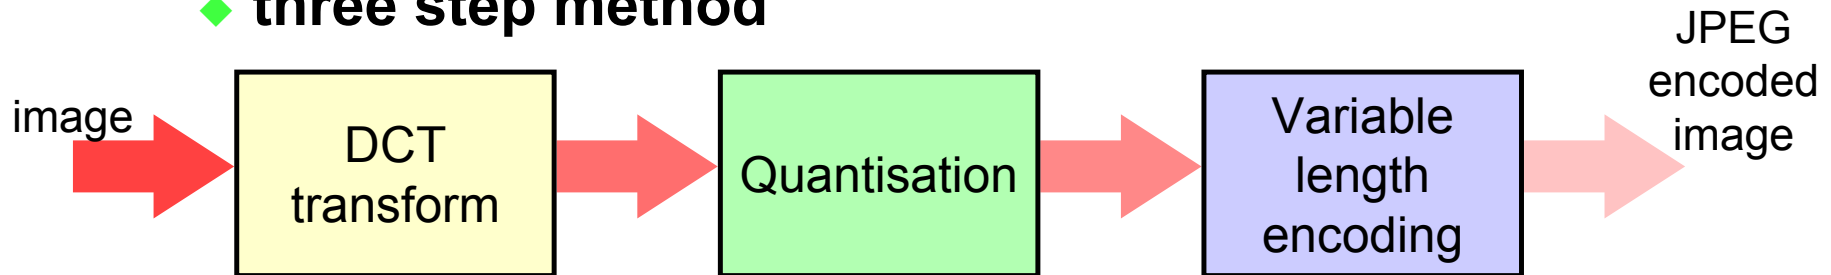 three step method
image
DCT
transform
Quantisation
Variable
length
encoding
JPEG
encoded
image